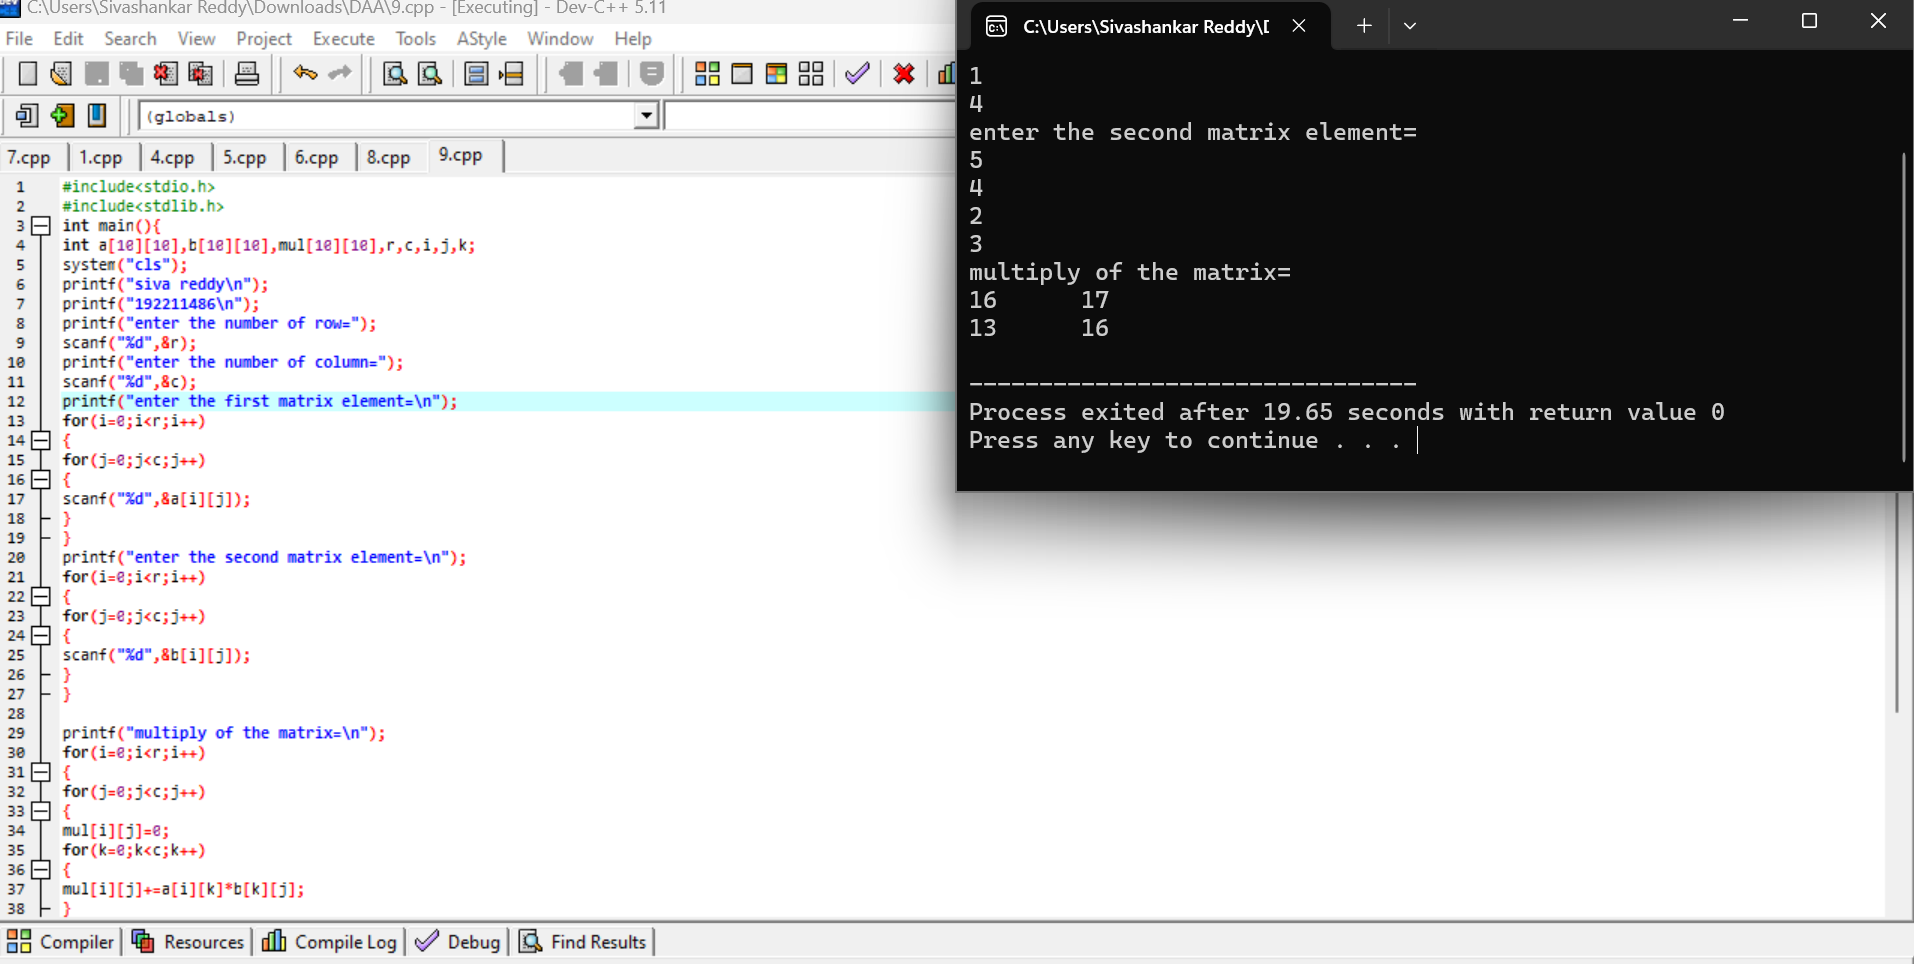 C:\Users\Sivashankar Reddy\Downloads\DAA\9.cpp - [Executing] - Dev-C++ 5.11
File Edit Search View Project Execute Tools AStyle Window Help
(globals)
7.cpp 1.cpp 4.cpp 5.cpp 6.cpp 8.cpp 9.cpp
1 #include<stdio.h>
2 #include<stdlib.h>
3 int main(){
4 int a[10][10],b[10][10],mul[10][10],r,c,i,j,k;
5 system("cls");
6 printf("siva reddy\n");
7 printf("192211486\n");
8 printf("enter the number of row=");
9 scanf("%d",&r);
10 printf("enter the number of column=");
11 scanf("%d",&c);
12 printf("enter the first matrix element=\n");
13 for(i=0;i<r;i++)
14 {
15 for(j=0;j<c;j++)
16 {
17 scanf("%d",&a[i][j]);
18 }
19 }
20 printf("enter the second matrix element=\n");
21 for(i=0;i<r;i++)
22 {
23 for(j=0;j<c;j++)
24 {
25 scanf("%d",&b[i][j]);
26 }
27 }
28
29 printf("multiply of the matrix=\n");
30 for(i=0;i<r;i++)
31 {
32 for(j=0;j<c;j++)
33 {
34 mul[i][j]=0;
35 for(k=0;k<c;k++)
36 {
37 mul[i][j]+=a[i][k]*b[k][j];
38 }
Compiler Resources Compile Log Debug Find Results
C:\Users\Sivashankar Reddy\D
1
4
enter the second matrix element=
5
4
2
3
multiply of the matrix=
16 17
13 16
--------------------------------
Process exited after 19.65 seconds with return value 0
Press any key to continue . . .